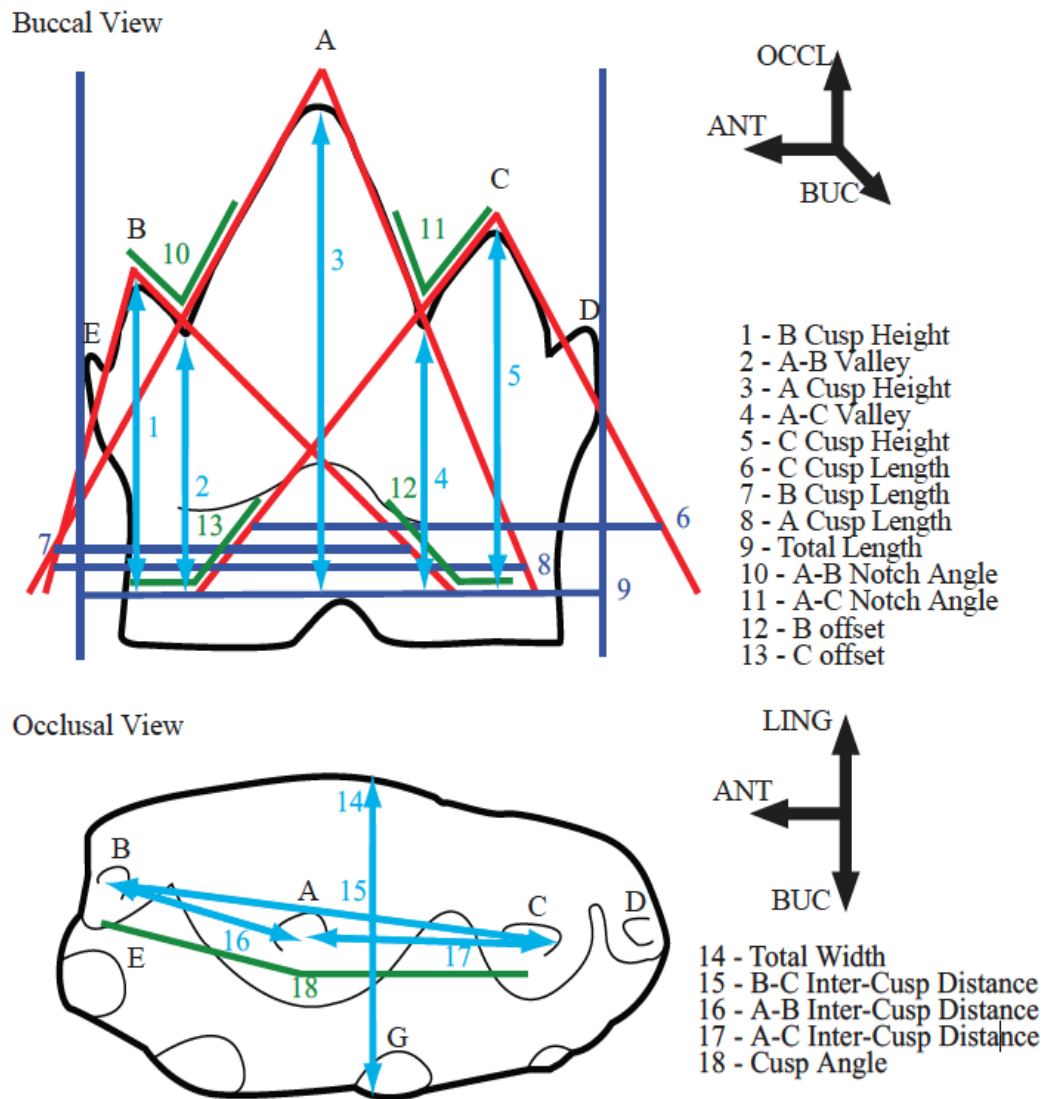 Buccal View
A
OCCL
ANT
BUC
C
B
10
11
3
E
D
1
2
4
5
12
13
6
7
8
9
1 - B Cusp Height
2 - A-B Valley
3 - A Cusp Height
4 - A-C Valley
5 - C Cusp Height
6 - C Cusp Length
7 - B Cusp Length
8 - A Cusp Length
9 - Total Length
10 - A-B Notch Angle
11 - A-C Notch Angle
12 - B offset
13 - C offset
Occlusal View
LING
ANT
BUC
14
B
15
A
C
D
16
17
E
18
G
14 - Total Width
15 - B-C Inter-Cusp Distance
16 - A-B Inter-Cusp Distance
17 - A-C Inter-Cusp Distance
18 - Cusp Angle